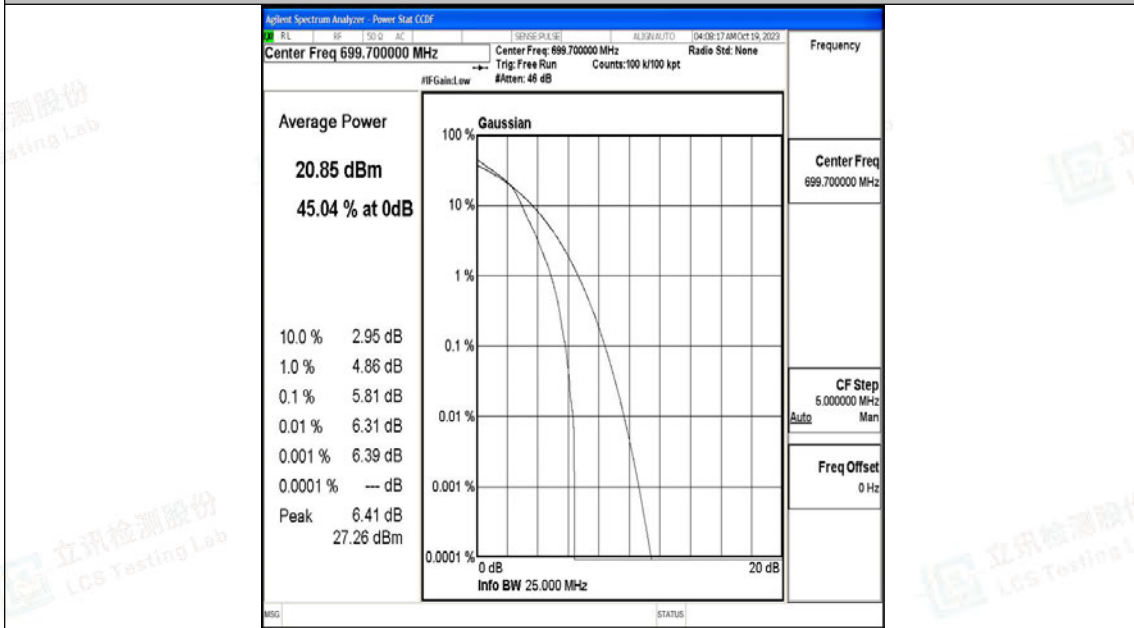 Agilent Spectrum Analyzer - Power Stat CCDF
RL RF 50 Ω AC SENSE:PULSE ALIGNAUTO 04:08:17 AM Oct 19, 2023
Center Freq 699.700000 MHz
Center Freq: 699.700000 MHz Radio Std: None
Trig: Free Run Counts:100 k/100 kpt
#IFGain:Low #Atten: 46 dB
Frequency
Average Power
20.85 dBm
45.04 % at 0dB
10.0 % 2.95 dB
1.0 % 4.86 dB
0.1 % 5.81 dB
0.01 % 6.31 dB
0.001 % 6.39 dB
0.0001 % --- dB
Peak 6.41 dB
27.26 dBm
Gaussian
100 %
10 %
1 %
0.1 %
0.01 %
0.001 %
0.0001 %
0 dB 20 dB
Info BW 25.000 MHz
Center Freq
699.700000 MHz
CF Step
5.000000 MHz
Auto Man
Freq Offset
0 Hz
MSG STATUS
立讯检测股份
LCS Testing Lab